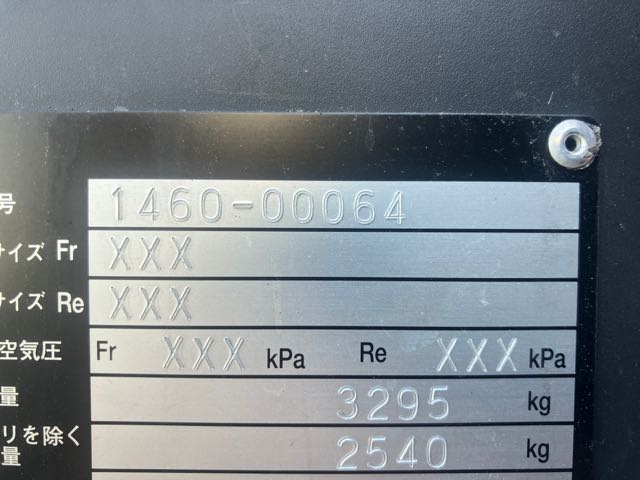 号 1460-00064
サイズ Fr XXX
サイズ Re XXX
空気圧 Fr XXX kPa Re XXX kPa
量 3295 kg
リを除く
量 2540 kg